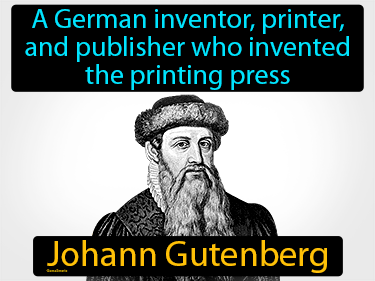 A German inventor, printer,
and publisher who invented
the printing press
Johann Gutenberg